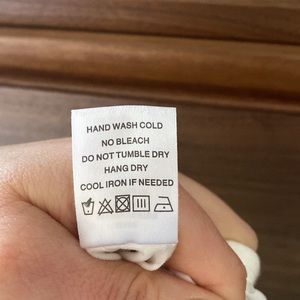 HAND WASH COLD
NO BLEACH
DO NOT TUMBLE DRY
HANG DRY
COOL IRON IF NEEDED